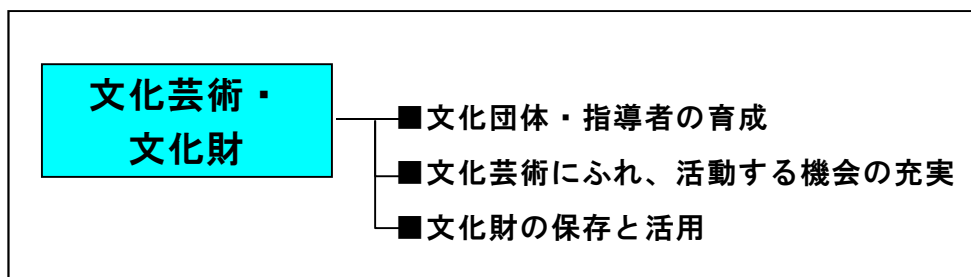 文化芸術・
文化財
■文化団体・指導者の育成
■文化芸術にふれ、活動する機会の充実
■文化財の保存と活用